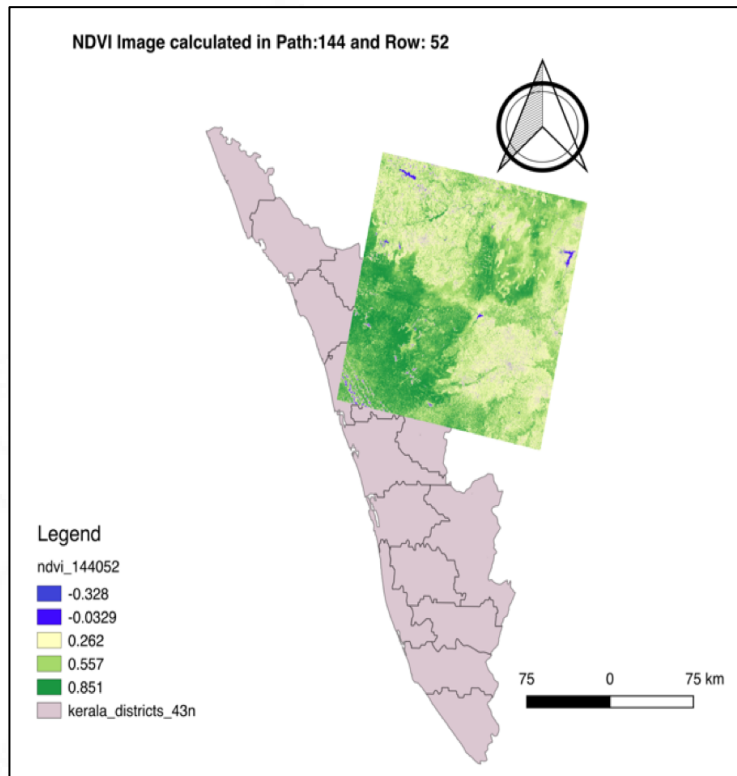 NDVI Image calculated in Path:144 and Row: 52
Legend
ndvi_144052
-0.328
-0.0329
0.262
0.557
0.851
kerala_districts_43n
75 0 75 km